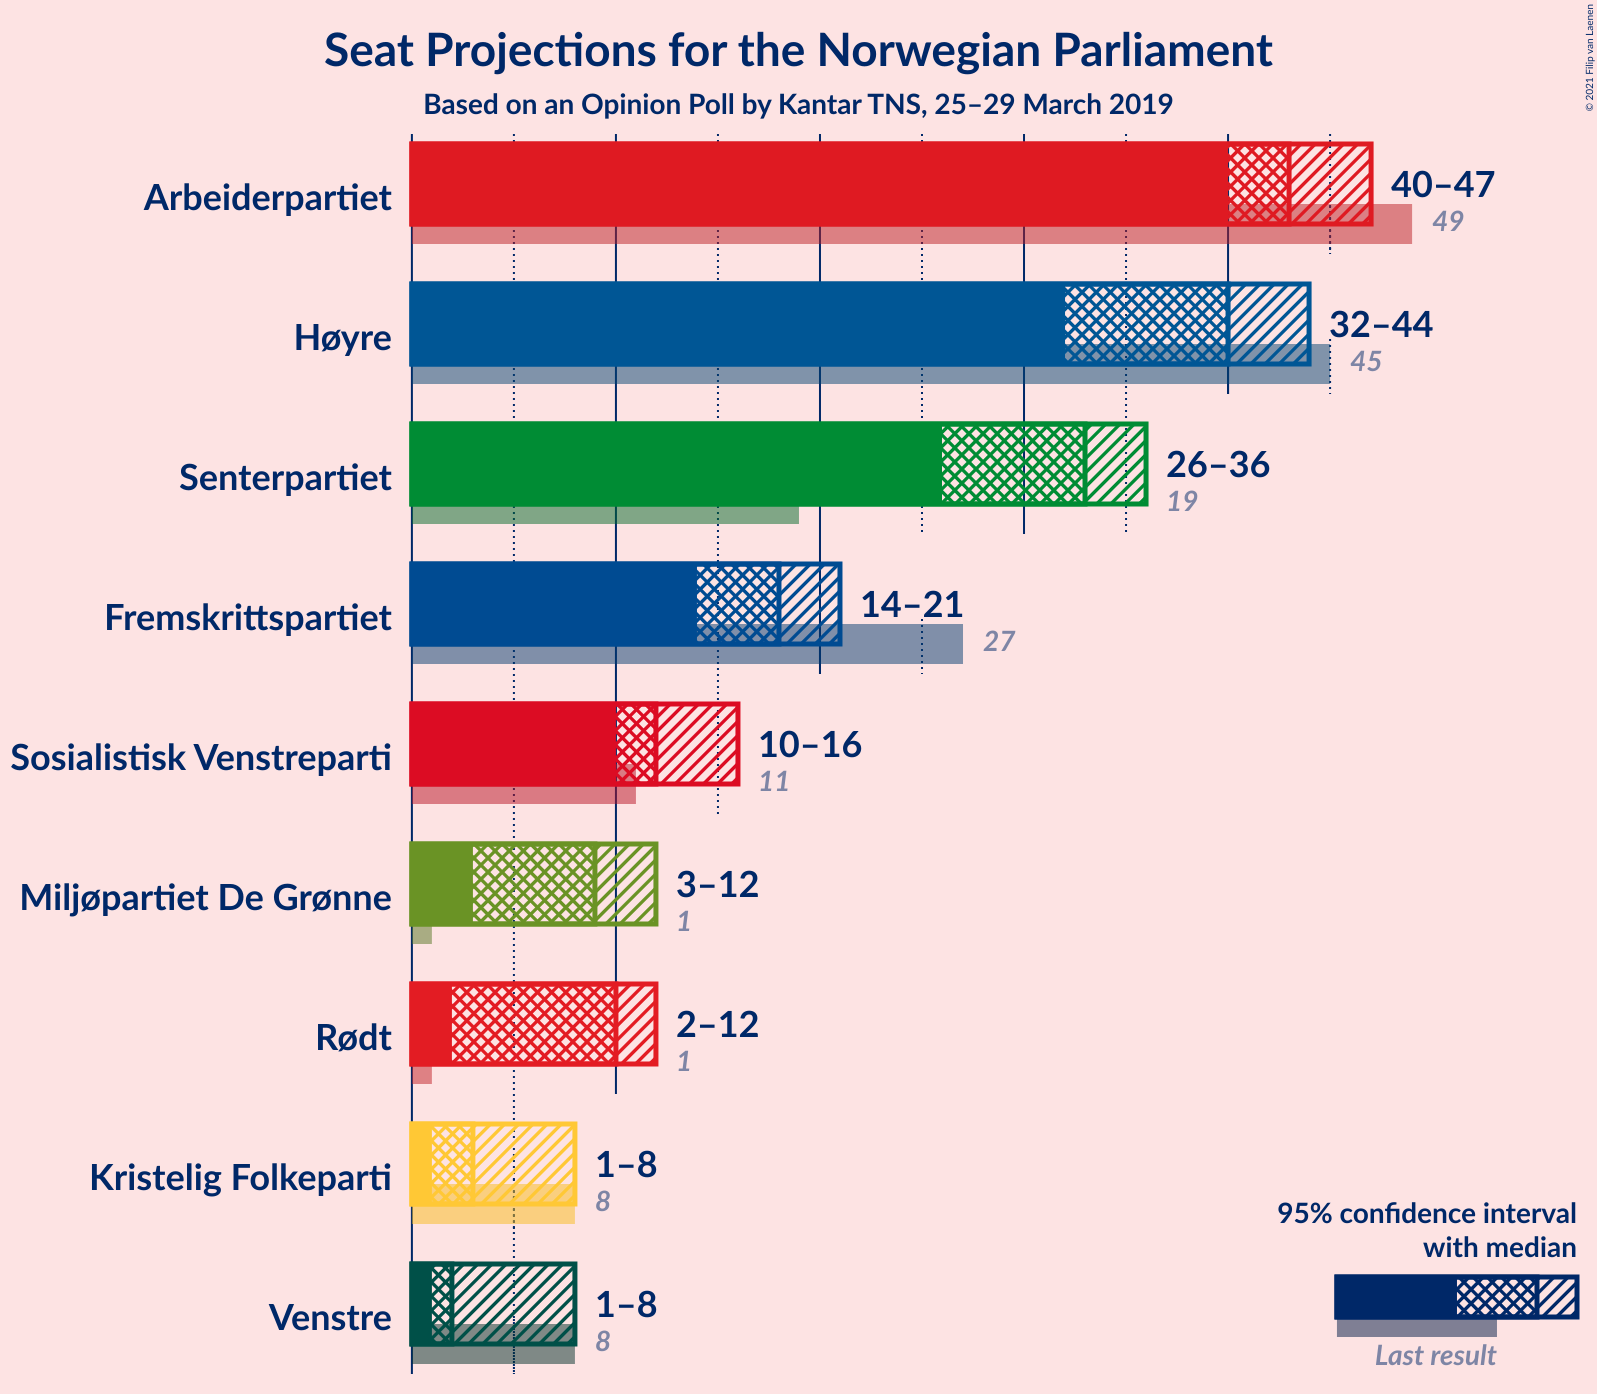 Seat Projections for the Norwegian Parliament
Based on an Opinion Poll by Kantar TNS, 25–29 March 2019
© 2021 Filip van Laenen
Arbeiderpartiet
40–47
49
Høyre
32–44
45
Senterpartiet
26–36
19
Fremskrittspartiet
14–21
27
Sosialistisk Venstreparti
10–16
11
Miljøpartiet De Grønne
3–12
1
Rødt
2–12
1
Kristelig Folkeparti
1–8
8
Venstre
1–8
8
95% confidence interval
with median
Last result